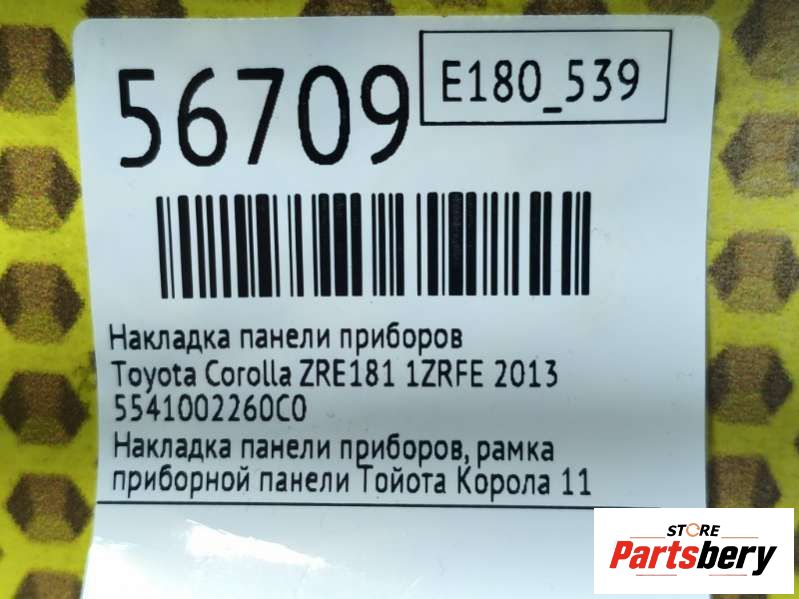 56709
E180_539
Накладка панели приборов
Toyota Corolla ZRE181 1ZRFE 2013
5541002260C0
Накладка панели приборов, рамка
приборной панели Тойота Корола 11
STORE
Partsbery